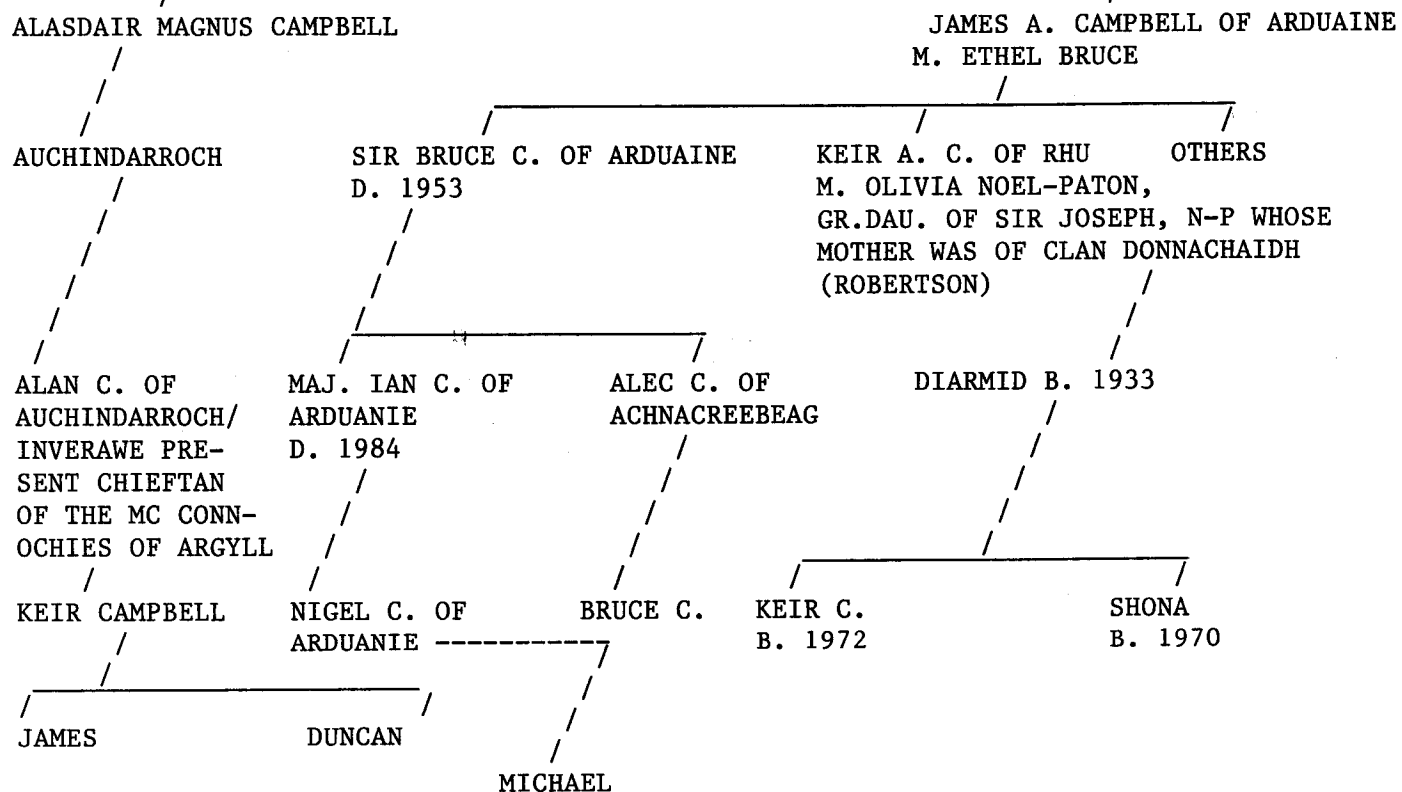 ALASDAIR MAGNUS CAMPBELL
JAMES A. CAMPBELL OF ARDUAINE
M. ETHEL BRUCE
AUCHINDARROCH
SIR BRUCE C. OF ARDUAINE
D. 1953
KEIR A. C. OF RHU
M. OLIVIA NOEL-PATON,
GR.DAU. OF SIR JOSEPH, N-P WHOSE
MOTHER WAS OF CLAN DONNACHAIDH
(ROBERTSON)
OTHERS
ALAN C. OF
AUCHINDARROCH/
INVERAWE PRE-
SENT CHIEFTAN
OF THE MC CONN-
OCHIES OF ARGYLL
MAJ. IAN C. OF
ARDUANIE
D. 1984
ALEC C. OF
ACHNACREEBEAG
DIARMID B. 1933
KEIR CAMPBELL
NIGEL C. OF
ARDUANIE
BRUCE C.
KEIR C.
B. 1972
SHONA
B. 1970
JAMES
DUNCAN
MICHAEL